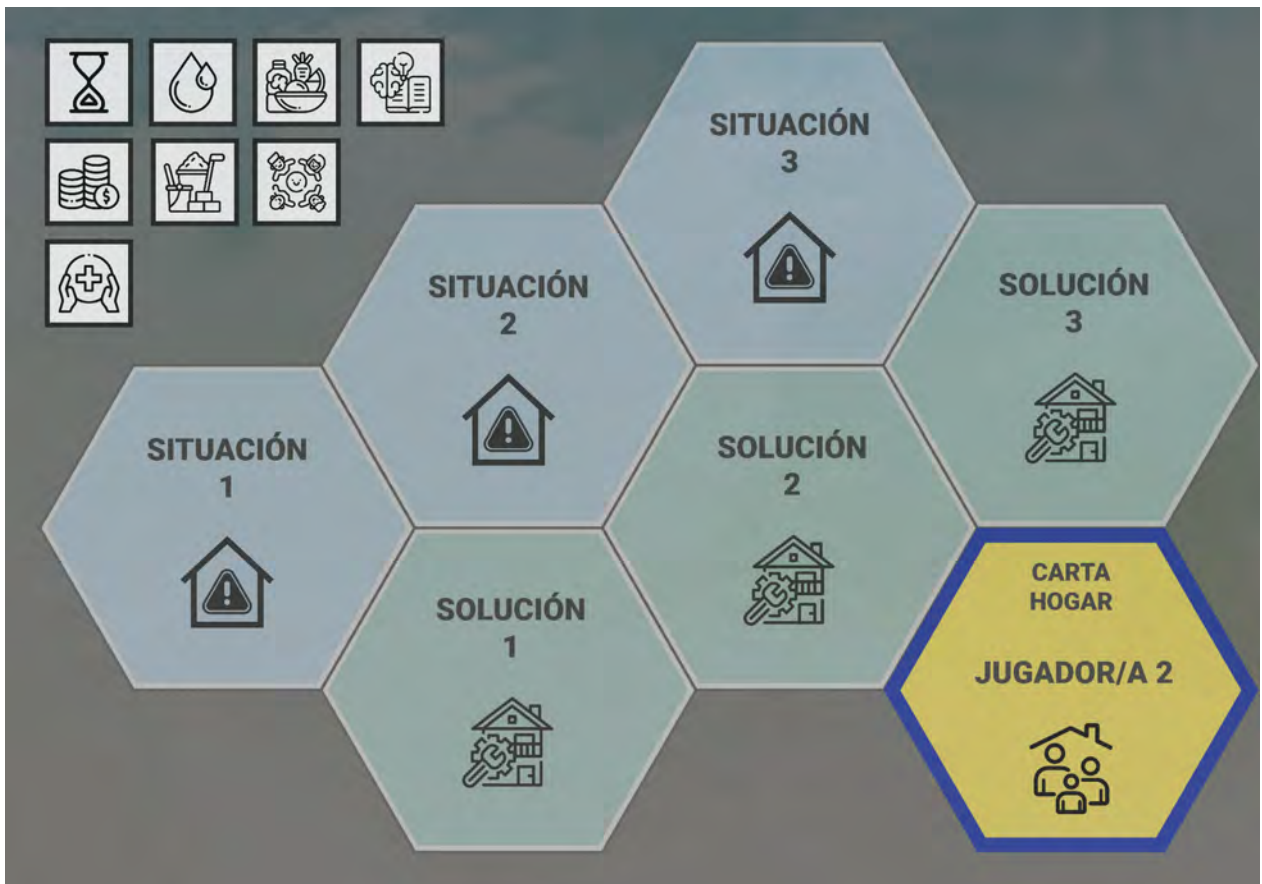 SITUACIÓN
3
SITUACIÓN
2
SOLUCIÓN
3
SITUACIÓN
1
SOLUCIÓN
2
SOLUCIÓN
1
CARTA
HOGAR
JUGADOR/A 2